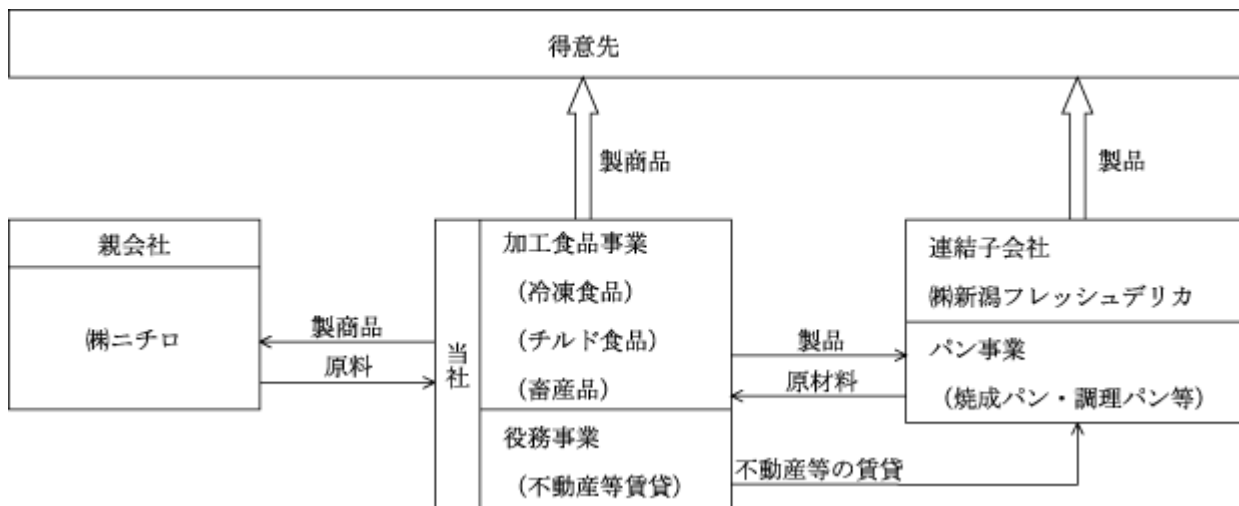 得意先
製商品
製品
親会社
㈱ニチロ
製商品
原料
当社
加工食品事業
(冷凍食品)
(チルド食品)
(畜産品)
役務事業
(不動産等賃貸)
製品
原材料
不動産等の賃貸
連結子会社
㈱新潟フレッシュデリカ
パン事業
(焼成パン・調理パン等)